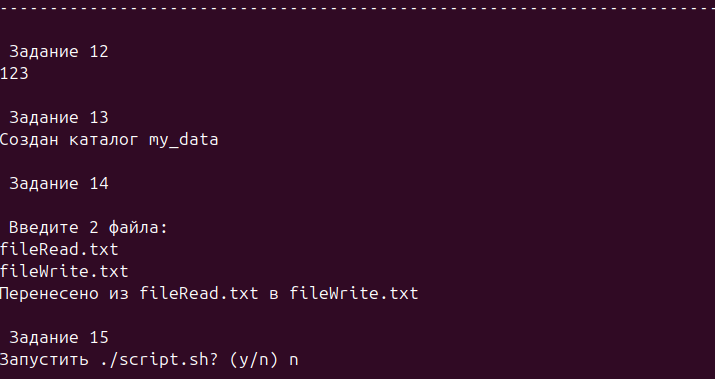 --------------------------------------------------------------------------------
Задание 12
123
Задание 13
Создан каталог my_data
Задание 14
Введите 2 файла:
fileRead.txt
fileWrite.txt
Перенесено из fileRead.txt в fileWrite.txt
Задание 15
Запустить ./script.sh? (y/n) n